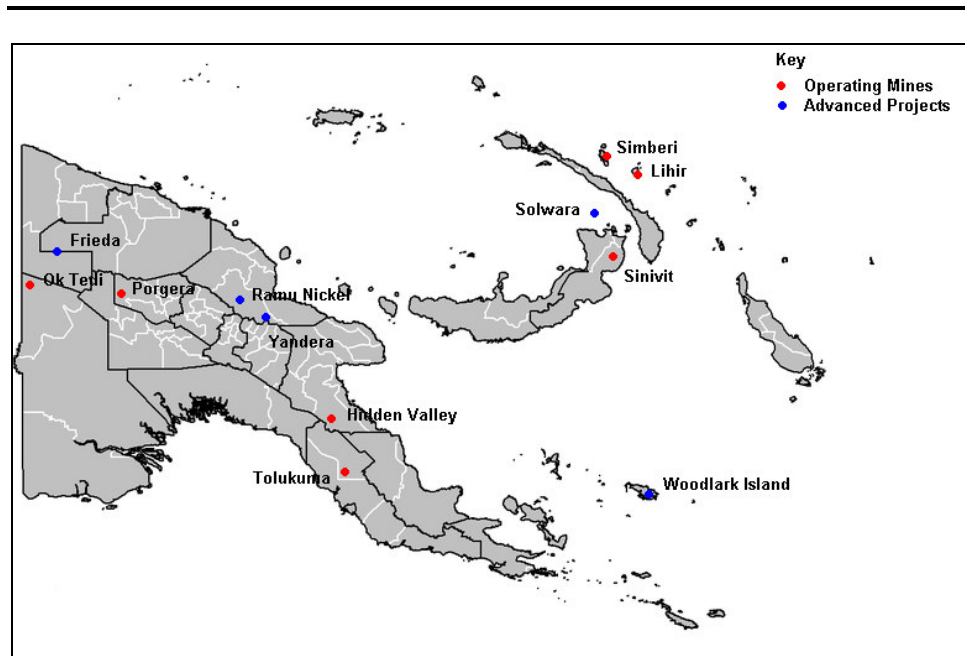 Key
Operating Mines
Advanced Projects
Simberi
Lihir
Solwara
Frieda
Sinivit
Ok Tedi
Porgera
Ramu Nickel
Yandera
Hidden Valley
Tolukuma
Woodlark Island